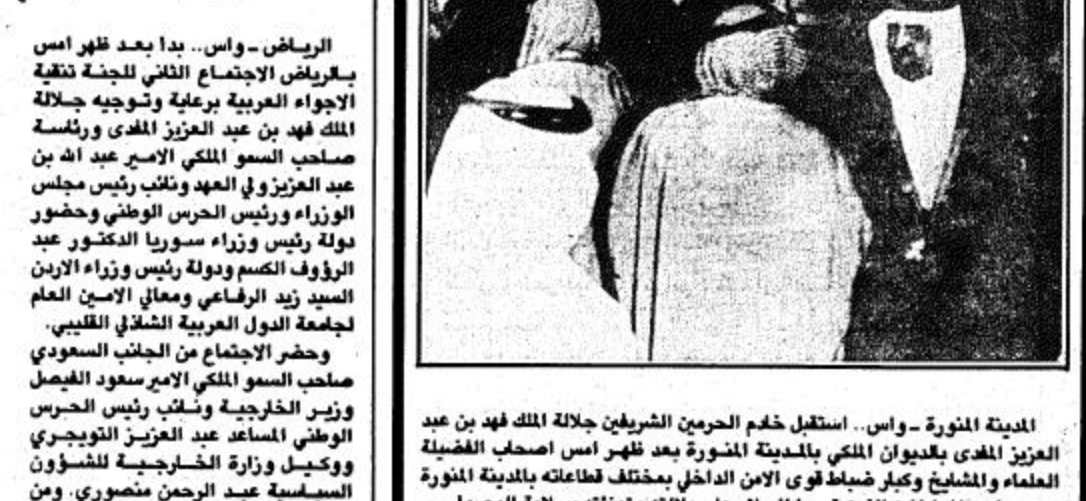 الرياض - واس.. بدأ بعد ظهر امس
بالرياض الاجتماع الثاني للجنة تنقية
الاجواء العربية برعاية وتوجيه جلالة
الملك فهد بن عبد العزيز المفدى ورئاسة
صاحب السمو الملكي الامير عبد الله بن
عبد العزيز ولي العهد ونائب رئيس مجلس
الوزراء ورئيس الحرس الوطني وحضور
دولة رئيس وزراء سوريا الدكتور عبد
الرؤوف الكسم ودولة رئيس وزراء الاردن
السيد زيد الرفاعي ومعالي الامين العام
لجامعة الدول العربية الشاذلي القليبي.
وحضر الاجتماع من الجانب السعودي
صاحب السمو الملكي الامير سعود الفيصل
وزير الخارجية ونائب رئيس الحرس
الوطني المساعد عبد العزيز التويجري
ووكيل وزارة الخارجية للشؤون
السياسية عبد الرحمن منصوري. ومن
المدينة المنورة - واس.. استقبل خادم الحرمين الشريفين جلالة الملك فهد بن عبد
العزيز المفدى بالديوان الملكي بالمدينة المنورة بعد ظهر امس اصحاب الفضيلة
العلماء والمشايخ وكبار ضباط قوى الامن الداخلي بمختلف قطاعاته بالمدينة المنورة